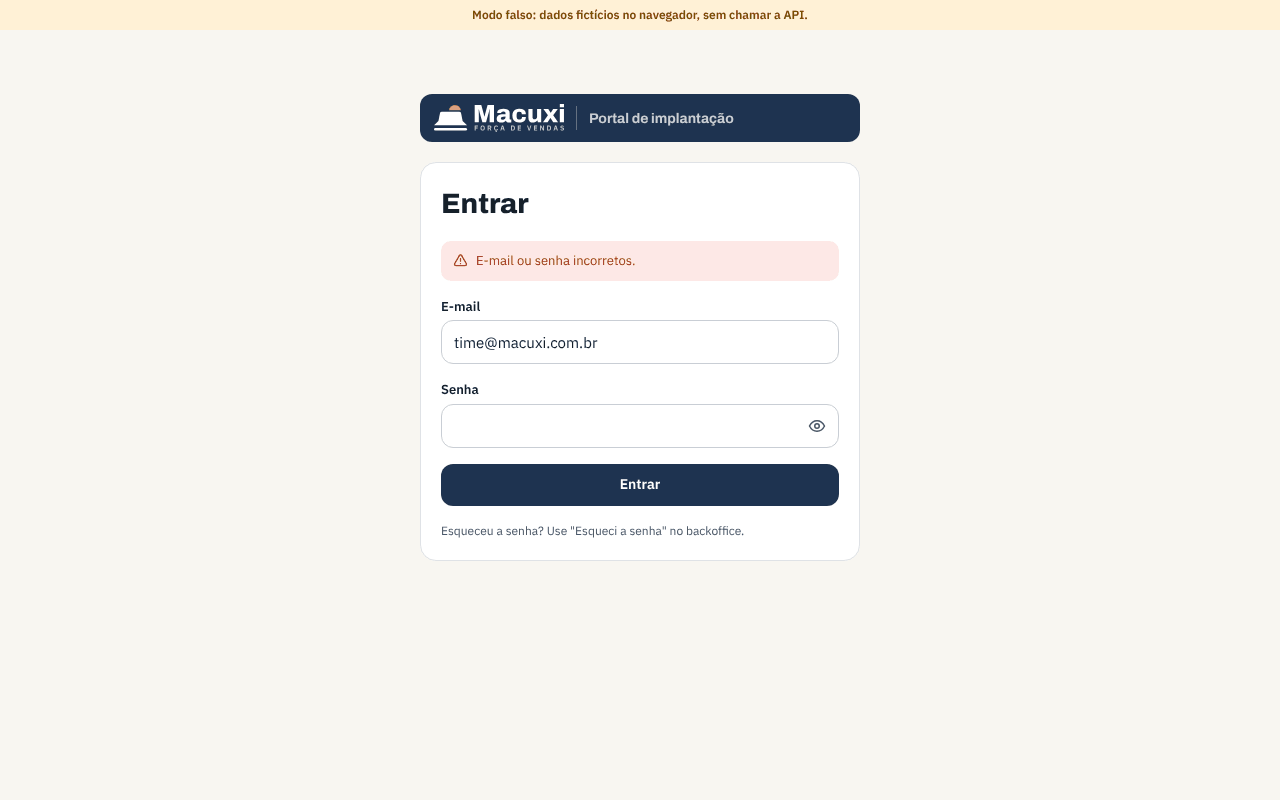 Modo falso: dados fictícios no navegador, sem chamar a API.
Macuxi
FORÇA DE VENDAS
Portal de implantação
Entrar
E-mail ou senha incorretos.
E-mail
time@macuxi.com.br
Senha
Entrar
Esqueceu a senha? Use "Esqueci a senha" no backoffice.